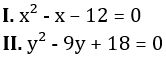 I. x² - x – 12 = 0
II. y² - 9y + 18 = 0